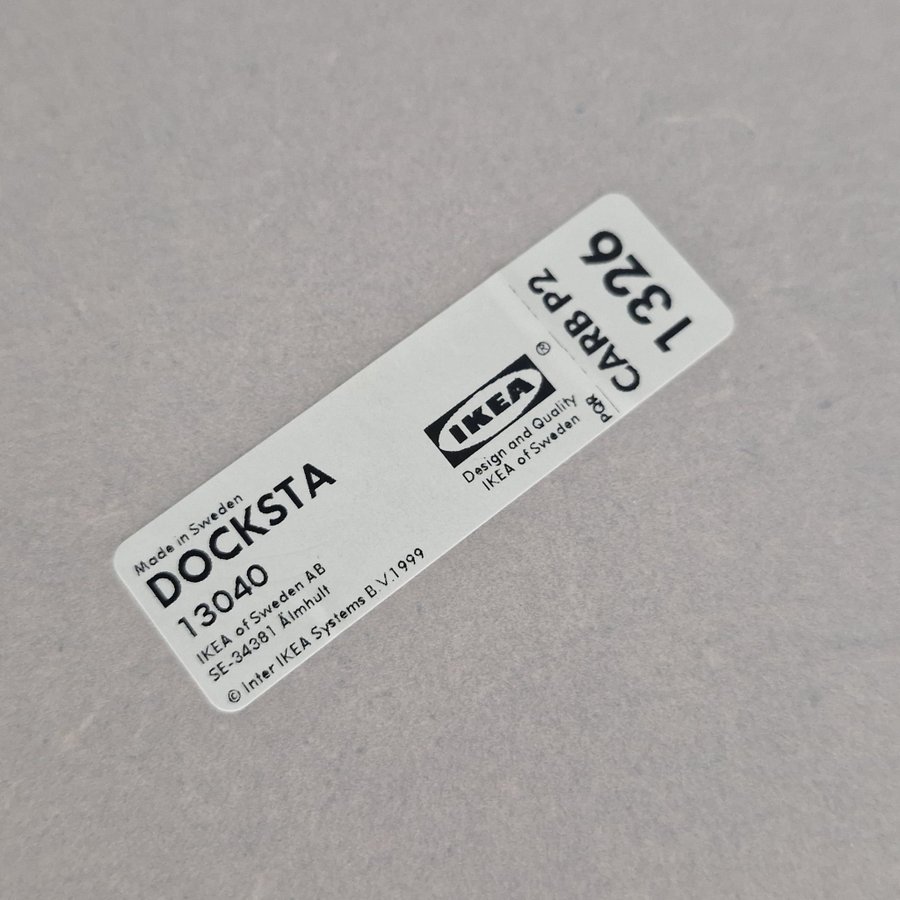 Made in Sweden
DOCKSTA
13040
IKEA of Sweden AB
SE-34381 Älmhult
© Inter IKEA Systems B.V.1999
IKEA®
Design and Quality
IKEA of Sweden
PQR
CARB P2
1326